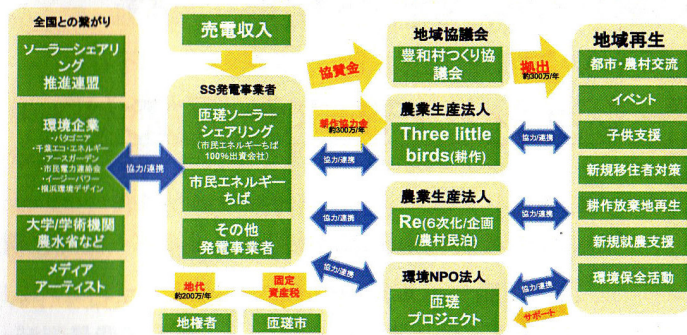 全国との繋がり
ソーラーシェアリ
ング
推進連盟
環境企業
・パタゴニア
・千葉エコ・エネルギー
・アースガーデン
・市民電力連絡会
・イージーパワー
・横浜環境デザイン
大学/学術機関
農水省など
メディア
アーティスト
協力/連携
売電収入
SS発電事業者
匝瑳ソーラー
シェアリング
(市民エネルギーちば
100%出資会社)
市民エネルギー
ちば
その他
発電事業者
地代
約200万/年
固定
資産税
地権者
匝瑳市
協賛金
耕作協力金
約300万/年
協力/連携
協力/連携
協力/連携
地域協議会
豊和村つくり協
議会
農業生産法人
Three little
birds(耕作)
農業生産法人
Re(6次化/企画
/農村民泊)
環境NPO法人
匝瑳
プロジェクト
拠出
約300万/年
協力/連携
協力/連携
協力/連携
サポート
地域再生
都市・農村交流
イベント
子供支援
新規移住者対策
耕作放棄地再生
新規就農支援
環境保全活動